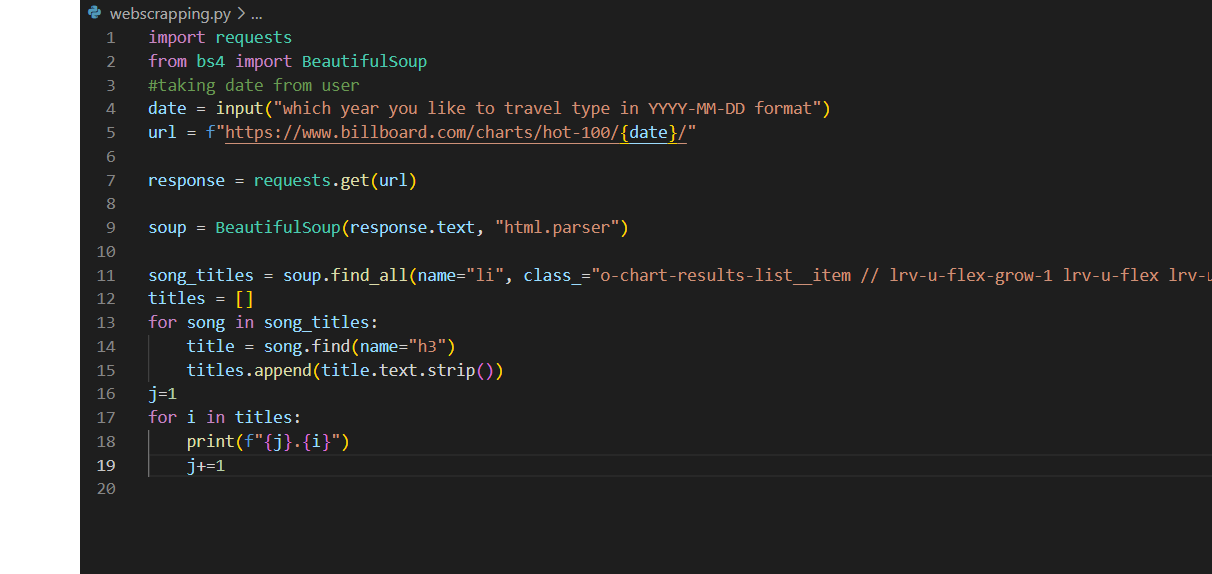 webscrapping.py > ...
1 import requests
2 from bs4 import BeautifulSoup
3 #taking date from user
4 date = input("which year you like to travel type in YYYY-MM-DD format")
5 url = f"https://www.billboard.com/charts/hot-100/{date}/"
6
7 response = requests.get(url)
8
9 soup = BeautifulSoup(response.text, "html.parser")
10
11 song_titles = soup.find_all(name="li", class_="o-chart-results-list__item // lrv-u-flex-grow-1 lrv-u-flex lrv-u
12 titles = []
13 for song in song_titles:
14     title = song.find(name="h3")
15     titles.append(title.text.strip())
16 j=1
17 for i in titles:
18     print(f"{j}.{i}")
19     j+=1
20